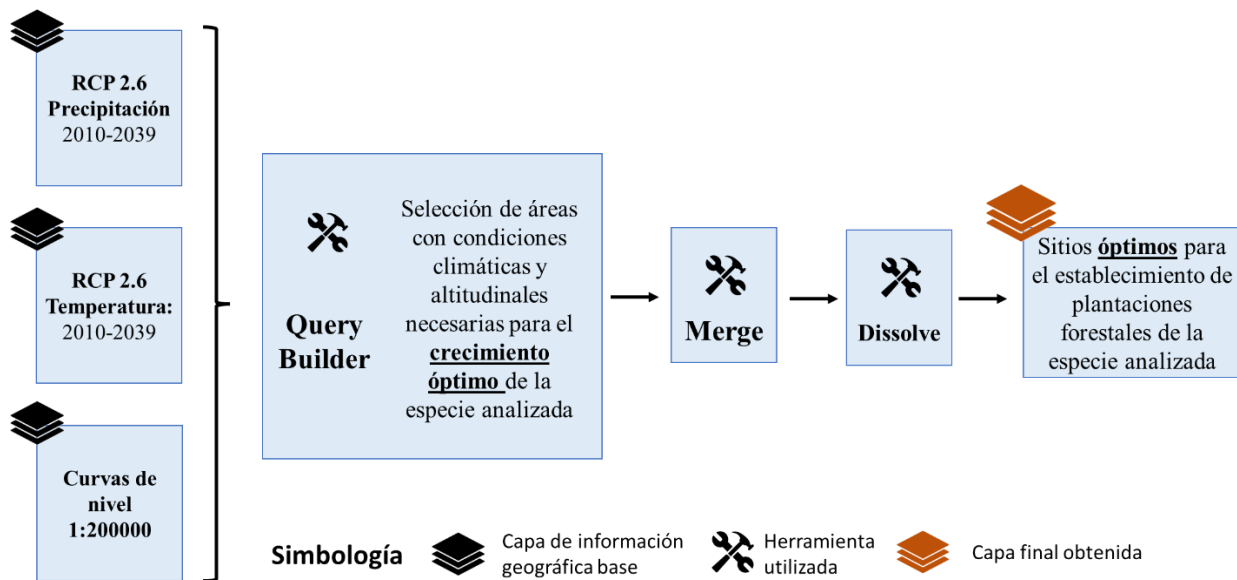 RCP 2.6
Precipitación
2010-2039
RCP 2.6
Temperatura:
2010-2039
Curvas de
nivel
1:200000
Query
Builder
Selección de áreas
con condiciones
climáticas y
altitudinales
necesarias para el
crecimiento
óptimo de la
especie analizada
Merge
Dissolve
Sitios óptimos para
el establecimiento de
plantaciones
forestales de la
especie analizada
Simbología
Capa de información
geográfica base
Herramienta
utilizada
Capa final obtenida